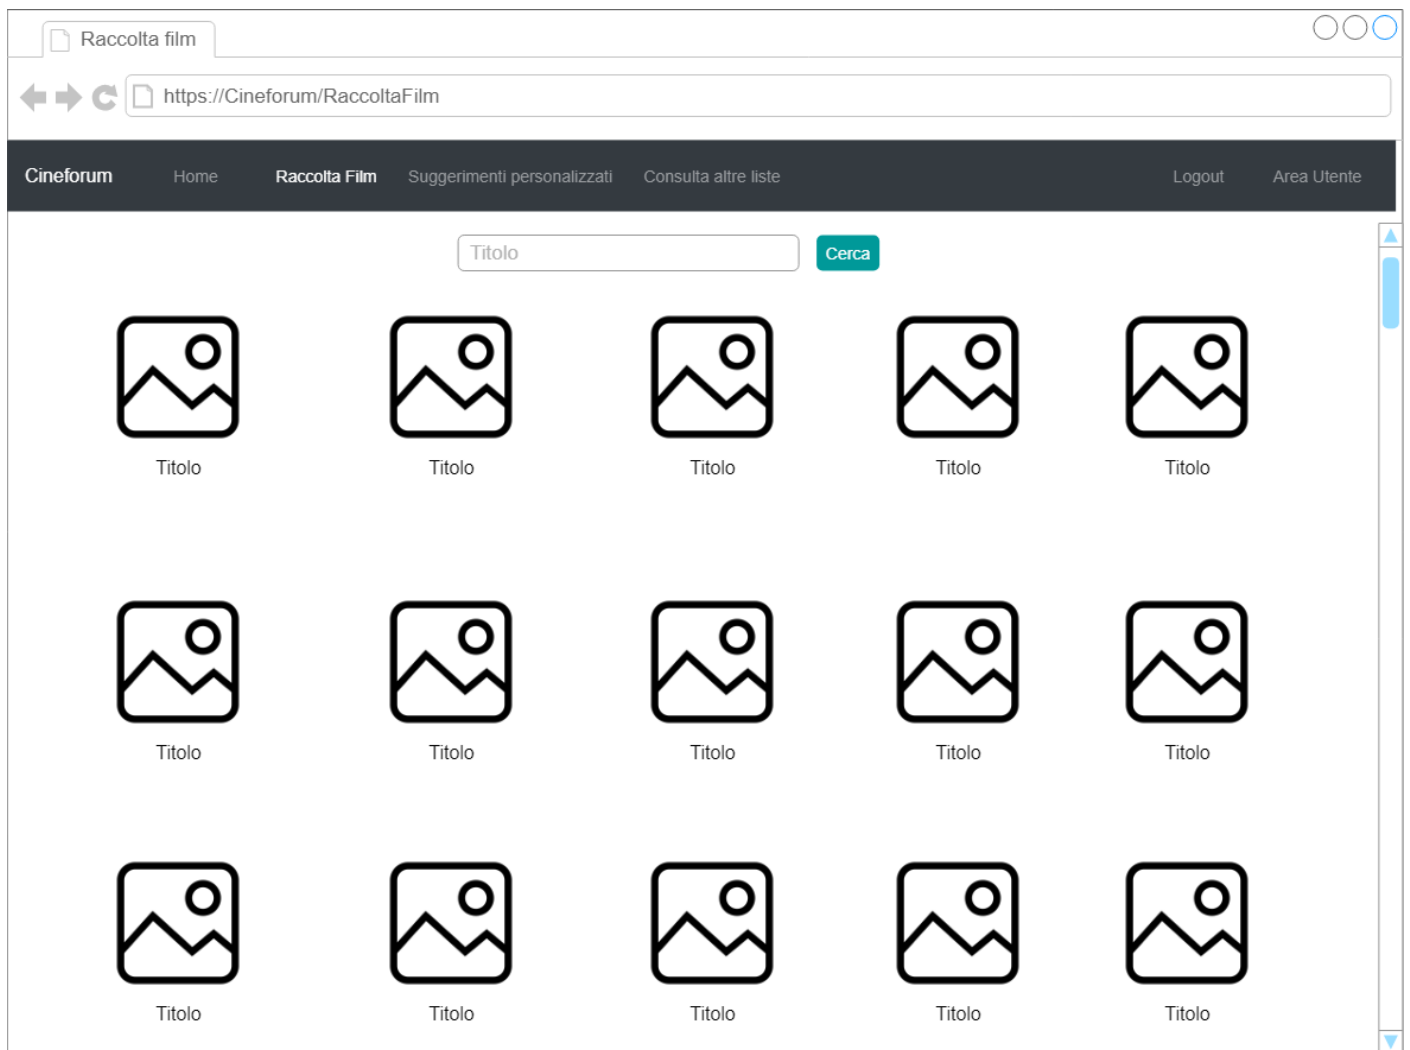 Raccolta film
https://Cineforum/RaccoltaFilm
Cineforum Home Raccolta Film Suggerimenti personalizzati Consulta altre liste Logout Area Utente
Titolo Cerca
Titolo Titolo Titolo Titolo Titolo
Titolo Titolo Titolo Titolo Titolo
Titolo Titolo Titolo Titolo Titolo